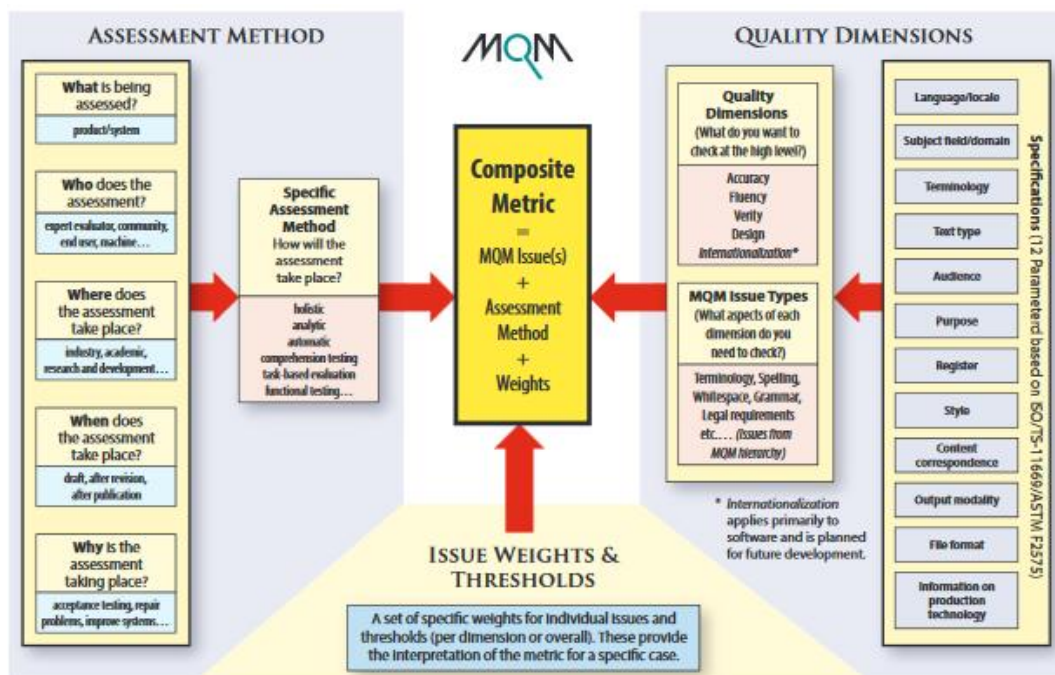 ASSESSMENT METHOD
What is being
assessed?
product/system
Who does the
assessment?
expert evaluator, community,
end user, machine…
Where does
the assessment
take place?
industry, academic,
research and development…
When does
the assessment
take place?
draft, after revision,
after publication
Why is the
assessment
taking place?
acceptance testing, repair
problems, improve systems…
Specific
Assessment
Method
How will the
assessment
take place?
holistic
analytic
automatic
comprehension testing
task-based evaluation
functional testing…
MQM
Composite
Metric
=
MQM Issue(s)
+
Assessment
Method
+
Weights
ISSUE WEIGHTS &
THRESHOLDS
A set of specific weights for individual issues and
thresholds (per dimension or overall). These provide
the interpretation of the metric for a specific case.
QUALITY DIMENSIONS
Quality
Dimensions
(What do you want to
check at the high level?)
Accuracy
Fluency
Verity
Design
Internationalization*
MQM Issue Types
(What aspects of each
dimension do you
need to check?)
Terminology, Spelling,
Whitespace, Grammar,
Legal requirements
etc.… (Issues from
MQM hierarchy)
* Internationalization
applies primarily to
software and is planned
for future development.
Language/locale
Subject field/domain
Terminology
Text type
Audience
Purpose
Register
Style
Content
correspondence
Output modality
File format
Information on
production
technology
Specifications (12 Parameterd based on ISO/TS-11669/ASTM F2575)